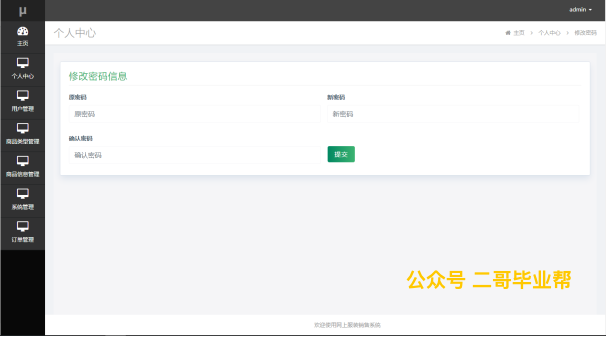 μ
admin
主页
个人中心
用户管理
商品类型管理
商品信息管理
系统管理
订单管理
个人中心
主页 > 个人中心 > 修改密码
修改密码信息
原密码
新密码
原密码
新密码
确认密码
确认密码
提交
公众号 二哥毕业帮
欢迎使用网上服装销售系统